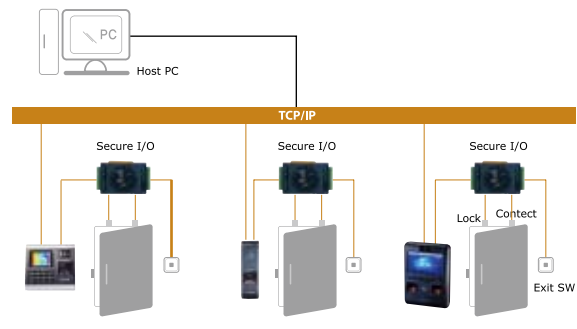 PC
Host PC
TCP/IP
Secure I/O
Secure I/O
Secure I/O
Lock
Contect
Exit SW